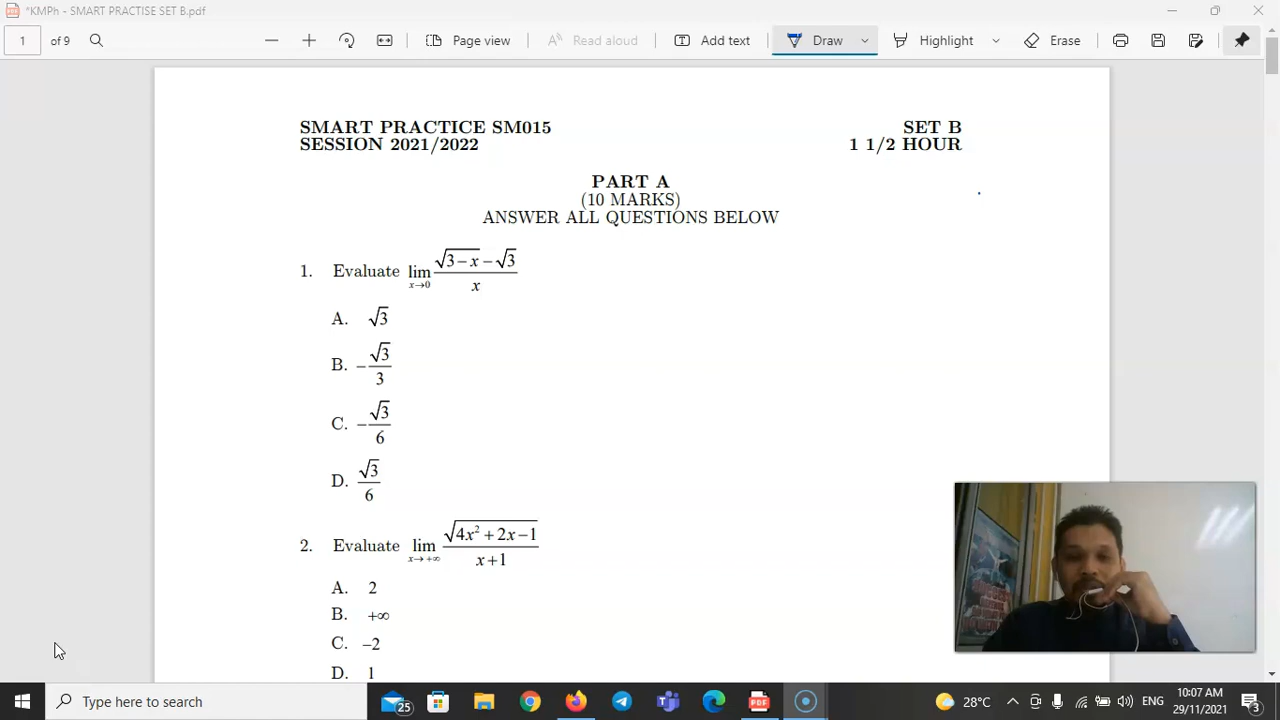 *KMPh - SMART PRACTISE SET B.pdf
1 of 9 Page view Read aloud Add text Draw Highlight Erase
SMART PRACTICE SM015 SET B
SESSION 2021/2022 1 1/2 HOUR
PART A
(10 MARKS)
ANSWER ALL QUESTIONS BELOW
1. Evaluate lim x→0 (√(3−x) − √3)/x
A. √3
B. −√3/3
C. −√3/6
D. √3/6
2. Evaluate lim x→+∞ √(4x²+2x−1)/(x+1)
A. 2
B. +∞
C. −2
D. 1
Type here to search 25 28°C ENG 10:07 AM
29/11/2021 3